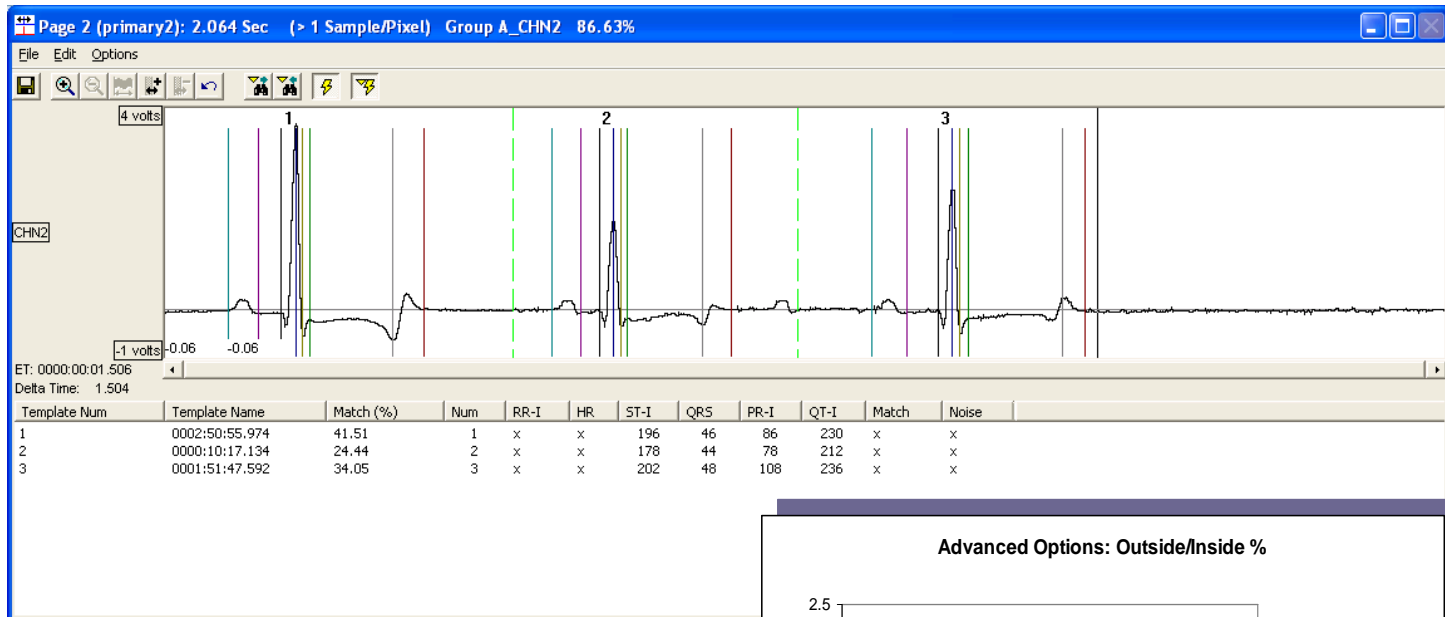 Page 2 (primary2): 2.064 Sec (> 1 Sample/Pixel) Group A_CHN2 86.63%
File Edit Options
4 volts
1 2 3
CHN2
-1 volts -0.06 -0.06
ET: 0000:00:01.506
Delta Time: 1.504
Template Num Template Name Match (%) Num RR-I HR ST-I QRS PR-I QT-I Match Noise
1 0002:50:55.974 41.51 1 x x 196 46 86 230 x x
2 0000:10:17.134 24.44 2 x x 178 44 78 212 x x
3 0001:51:47.592 34.05 3 x x 202 48 108 236 x x
Advanced Options: Outside/Inside %
2.5